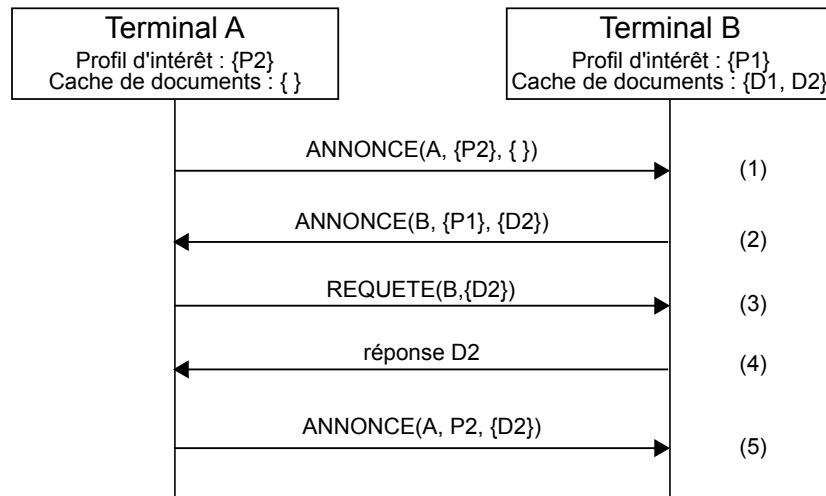 Terminal A
Profil d'intérêt : {P2}
Cache de documents : { }
Terminal B
Profil d'intérêt : {P1}
Cache de documents : {D1, D2}
ANNONCE(A, {P2}, { })
(1)
ANNONCE(B, {P1}, {D2})
(2)
REQUETE(B,{D2})
(3)
réponse D2
(4)
ANNONCE(A, P2, {D2})
(5)